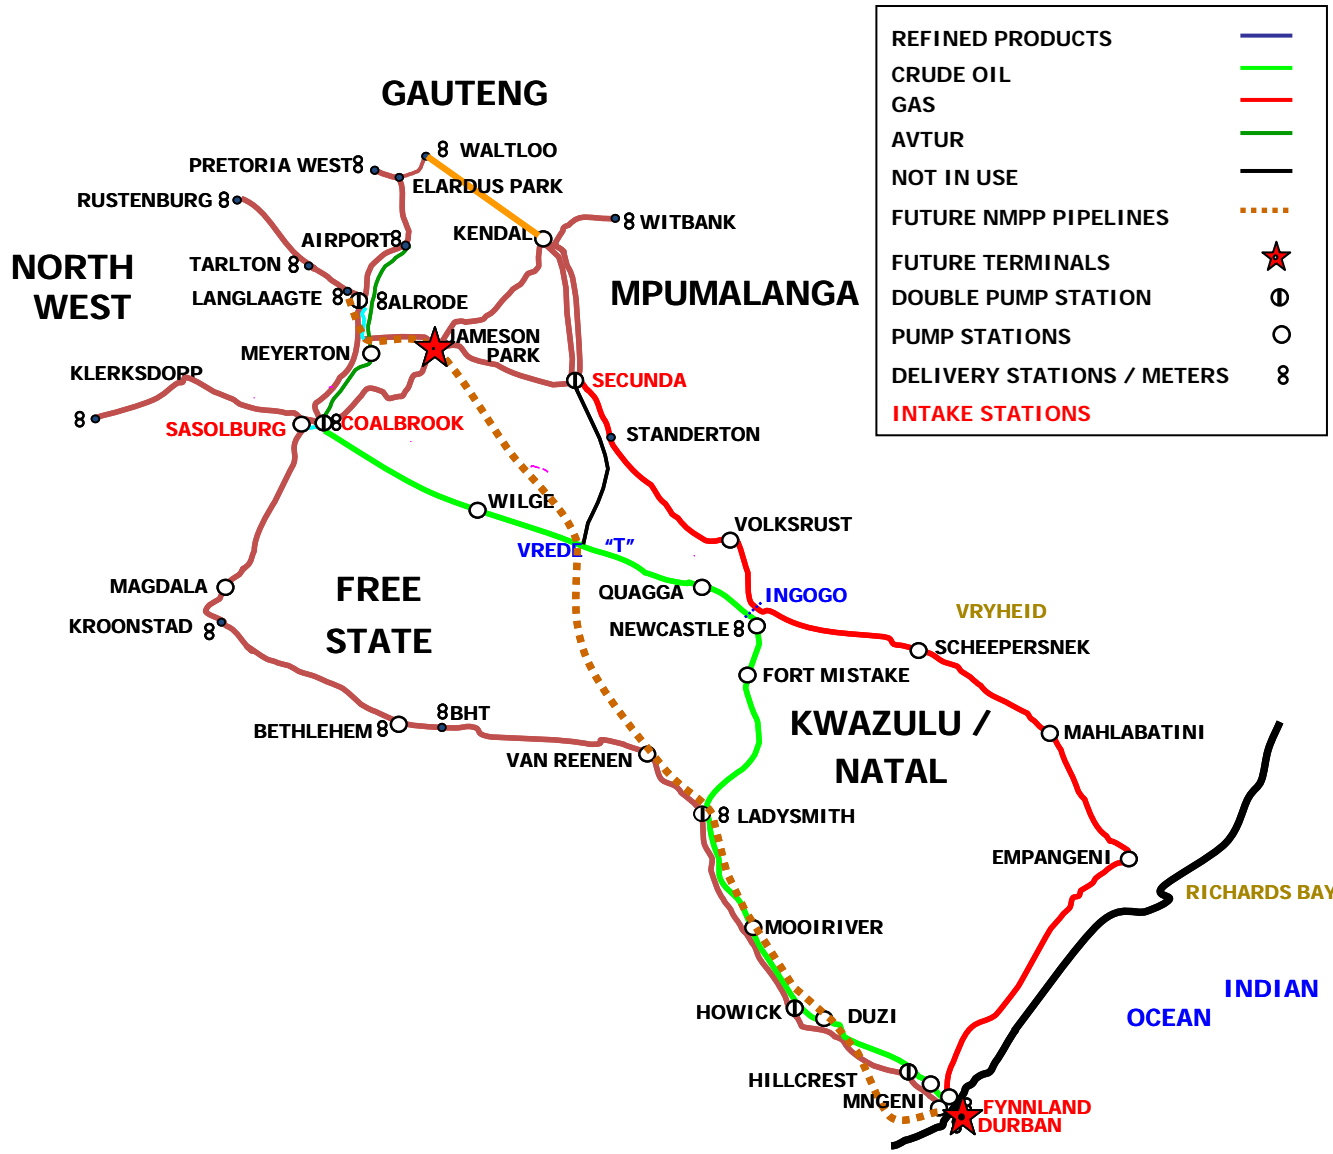 REFINED PRODUCTS
CRUDE OIL
GAS
AVTUR
NOT IN USE
FUTURE NMPP PIPELINES
FUTURE TERMINALS
DOUBLE PUMP STATION
PUMP STATIONS
DELIVERY STATIONS / METERS
INTAKE STATIONS
GAUTENG
WALTLOO
PRETORIA WEST
ELARDUS PARK
RUSTENBURG
WITBANK
KENDAL
AIRPORT
TARLTON
NORTH
WEST
LANGLAAGTE
ALRODE
MPUMALANGA
JAMESON
PARK
MEYERTON
KLERKSDORP
SECUNDA
SASOLBURG
COALBROOK
STANDERTON
WILGE
VOLKSRUST
VREDE "T"
MAGDALA
FREE
STATE
QUAGGA
INGOGO
VRYHEID
KROONSTAD
NEWCASTLE
SCHEEPERSNEK
FORT MISTAKE
BHT
BETHLEHEM
KWAZULU /
NATAL
MAHLABATINI
VAN REENEN
LADYSMITH
EMPANGENI
RICHARDS BAY
MOOIRIVER
INDIAN
OCEAN
HOWICK
DUZI
HILLCREST
MNGENI
FYNNLAND
DURBAN